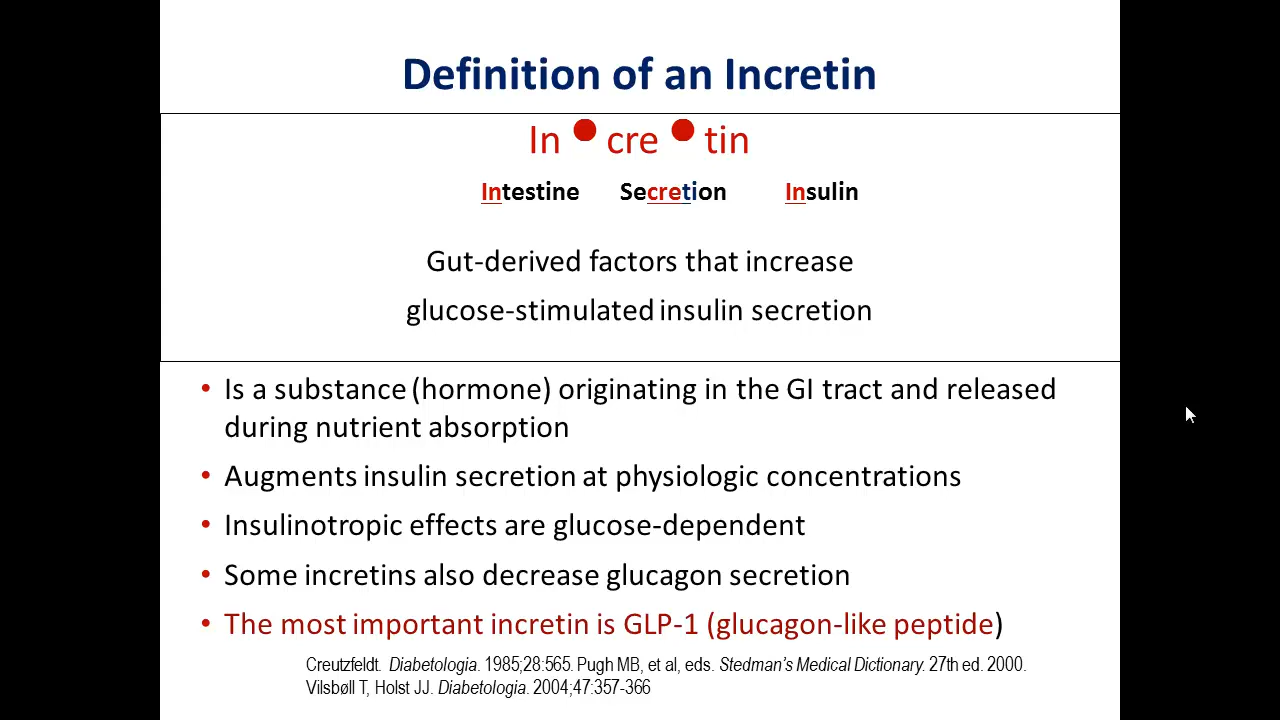 Definition of an Incretin
In • cre • tin
Intestine Secretion Insulin
Gut-derived factors that increase
glucose-stimulated insulin secretion
• Is a substance (hormone) originating in the GI tract and released
during nutrient absorption
• Augments insulin secretion at physiologic concentrations
• Insulinotropic effects are glucose-dependent
• Some incretins also decrease glucagon secretion
• The most important incretin is GLP-1 (glucagon-like peptide)
Creutzfeldt. Diabetologia. 1985;28:565. Pugh MB, et al, eds. Stedman's Medical Dictionary. 27th ed. 2000.
Vilsbøll T, Holst JJ. Diabetologia. 2004;47:357-366